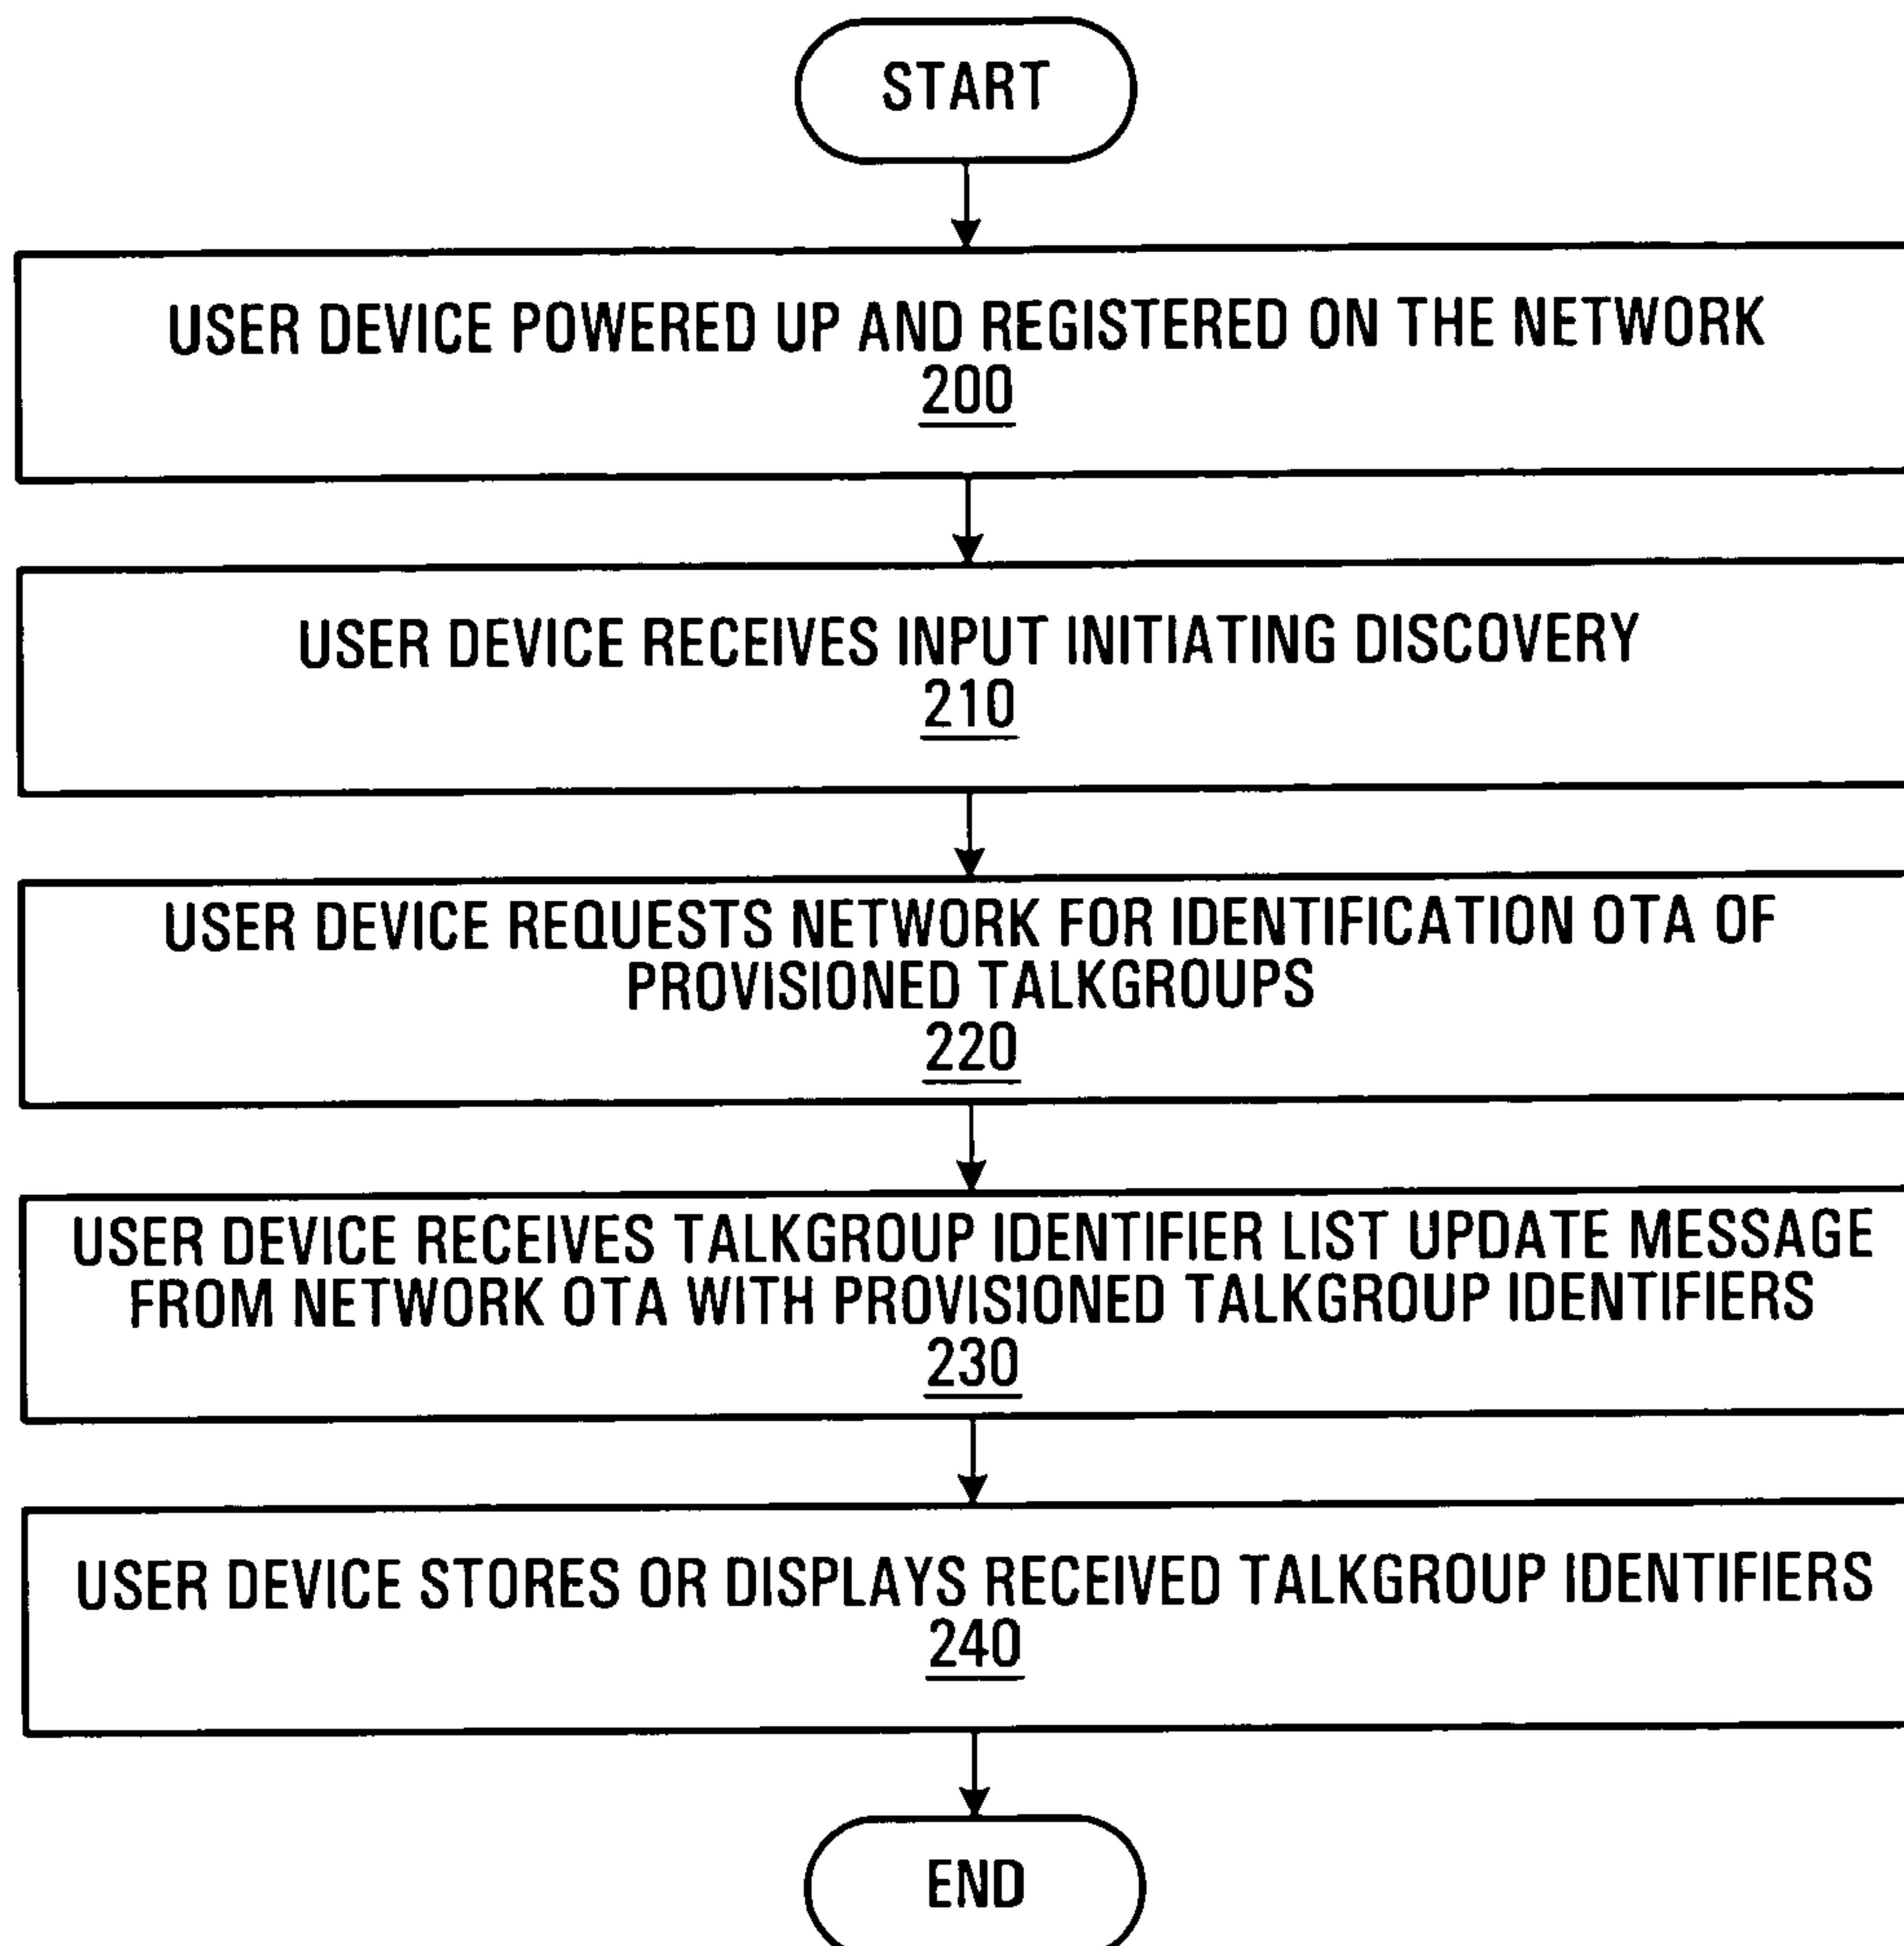 START
USER DEVICE POWERED UP AND REGISTERED ON THE NETWORK
200
USER DEVICE RECEIVES INPUT INITIATING DISCOVERY
210
USER DEVICE REQUESTS NETWORK FOR IDENTIFICATION OTA OF
PROVISIONED TALKGROUPS
220
USER DEVICE RECEIVES TALKGROUP IDENTIFIER LIST UPDATE MESSAGE
FROM NETWORK OTA WITH PROVISIONED TALKGROUP IDENTIFIERS
230
USER DEVICE STORES OR DISPLAYS RECEIVED TALKGROUP IDENTIFIERS
240
END